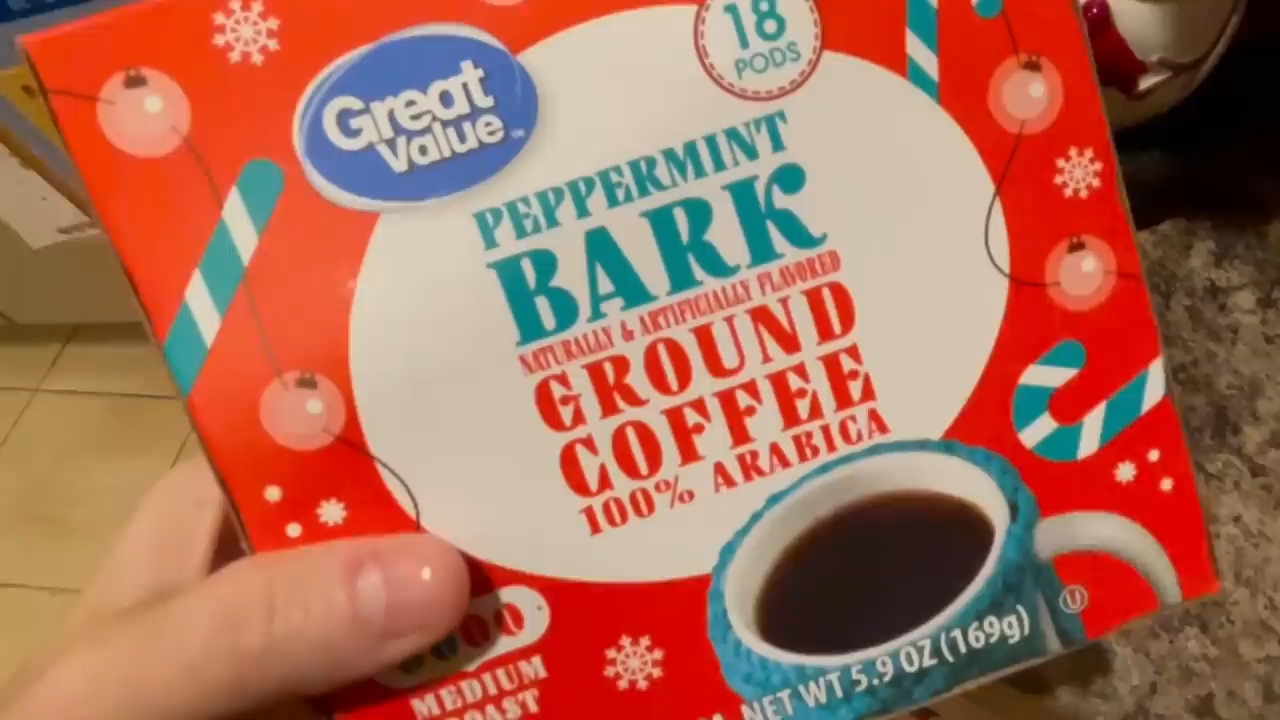 18
PODS
Great
Value
PEPPERMINT
BARK
NATURALLY & ARTIFICIALLY FLAVORED
GROUND
COFFEE
100% ARABICA
MEDIUM
NET WT 5.9 OZ (169g)
U